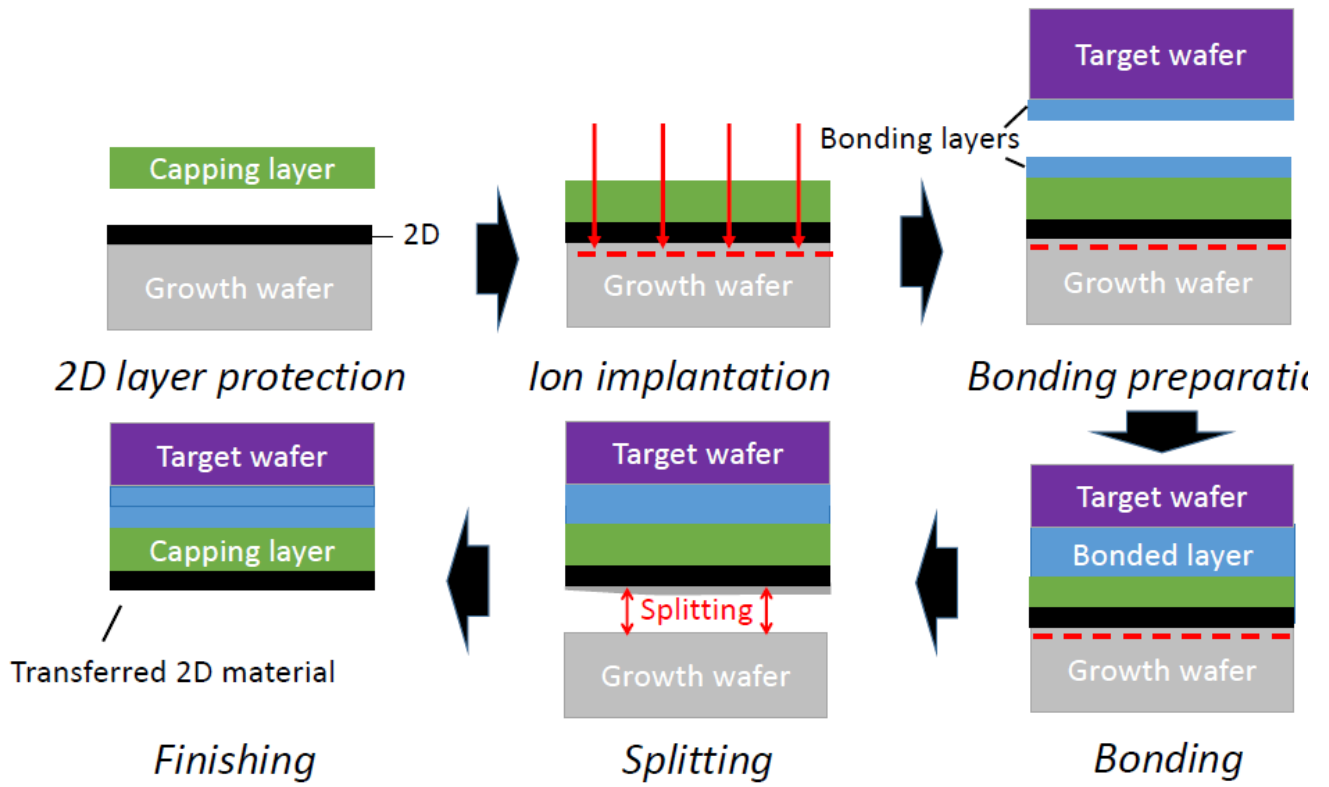 Target wafer
Bonding layers
Capping layer
2D
Growth wafer
Growth wafer
Growth wafer
2D layer protection
Ion implantation
Bonding preparatic
Target wafer
Capping layer
Transferred 2D material
Finishing
Target wafer
Splitting
Growth wafer
Splitting
Target wafer
Bonded layer
Growth wafer
Bonding